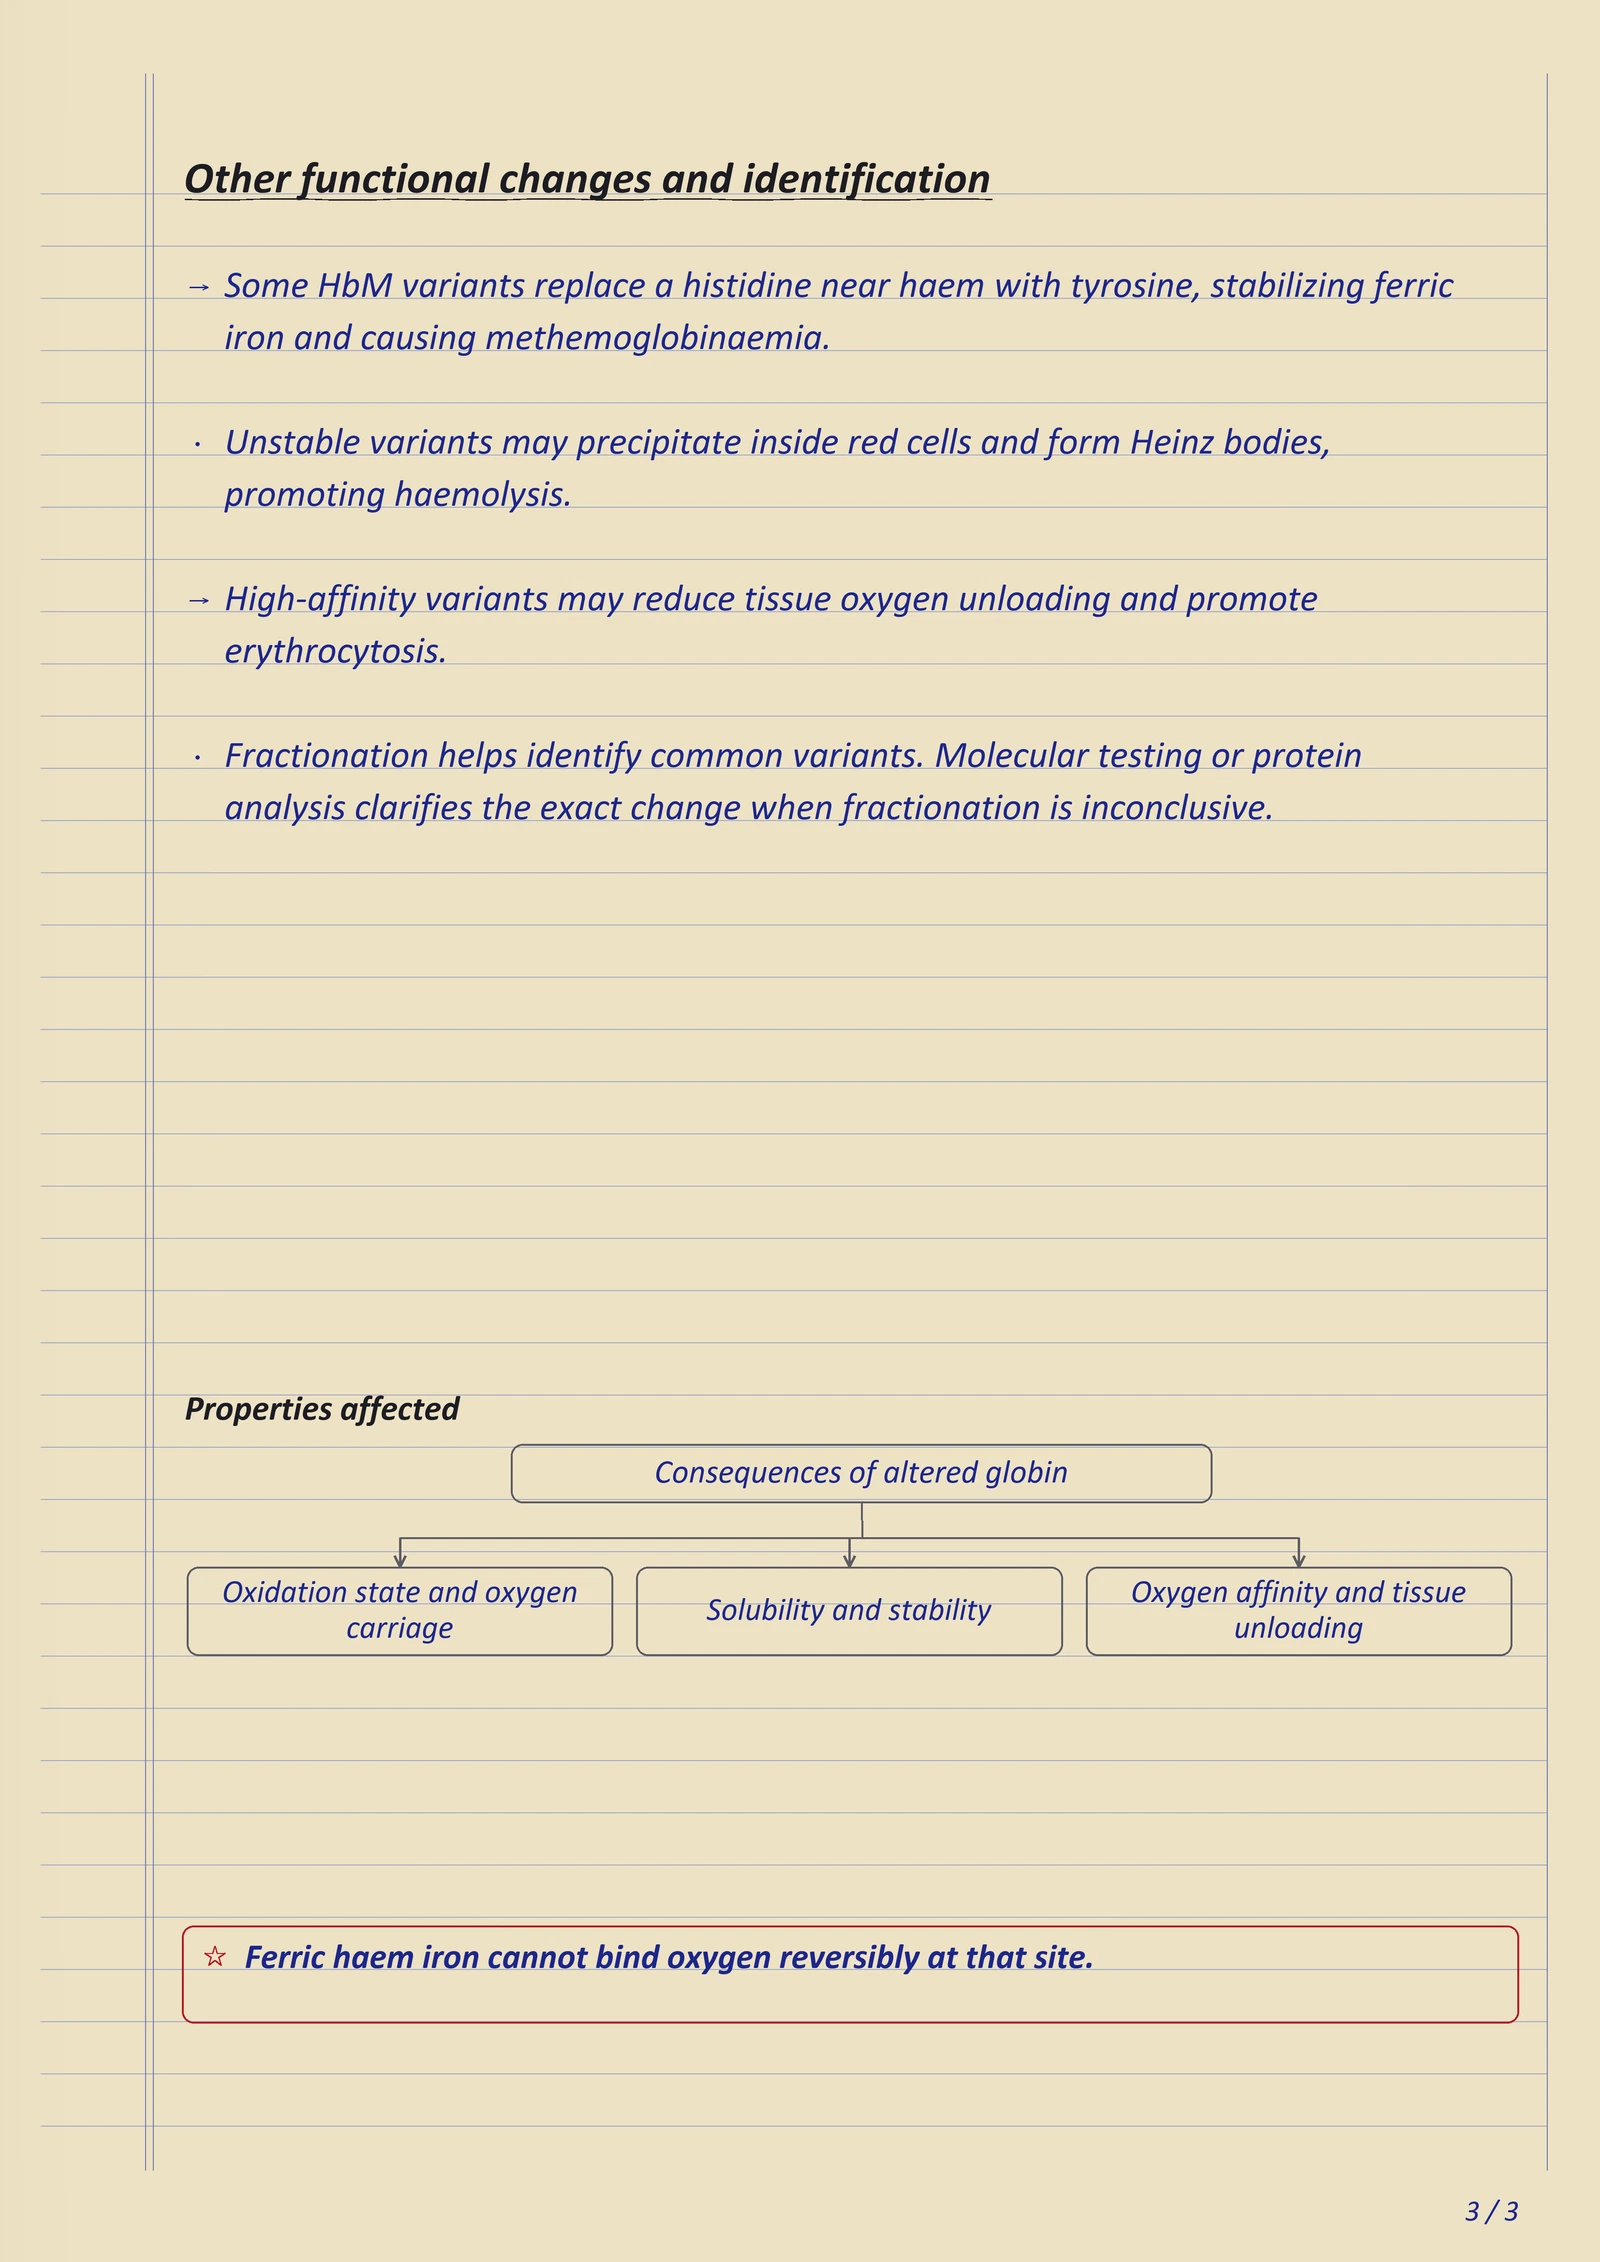 Other functional changes and identification
→ Some HbM variants replace a histidine near haem with tyrosine, stabilizing ferric
iron and causing methemoglobinaemia.
· Unstable variants may precipitate inside red cells and form Heinz bodies,
promoting haemolysis.
→ High-affinity variants may reduce tissue oxygen unloading and promote
erythrocytosis.
· Fractionation helps identify common variants. Molecular testing or protein
analysis clarifies the exact change when fractionation is inconclusive.
Properties affected
Consequences of altered globin
Oxidation state and oxygen
carriage
Solubility and stability
Oxygen affinity and tissue
unloading
☆ Ferric haem iron cannot bind oxygen reversibly at that site.
3 / 3